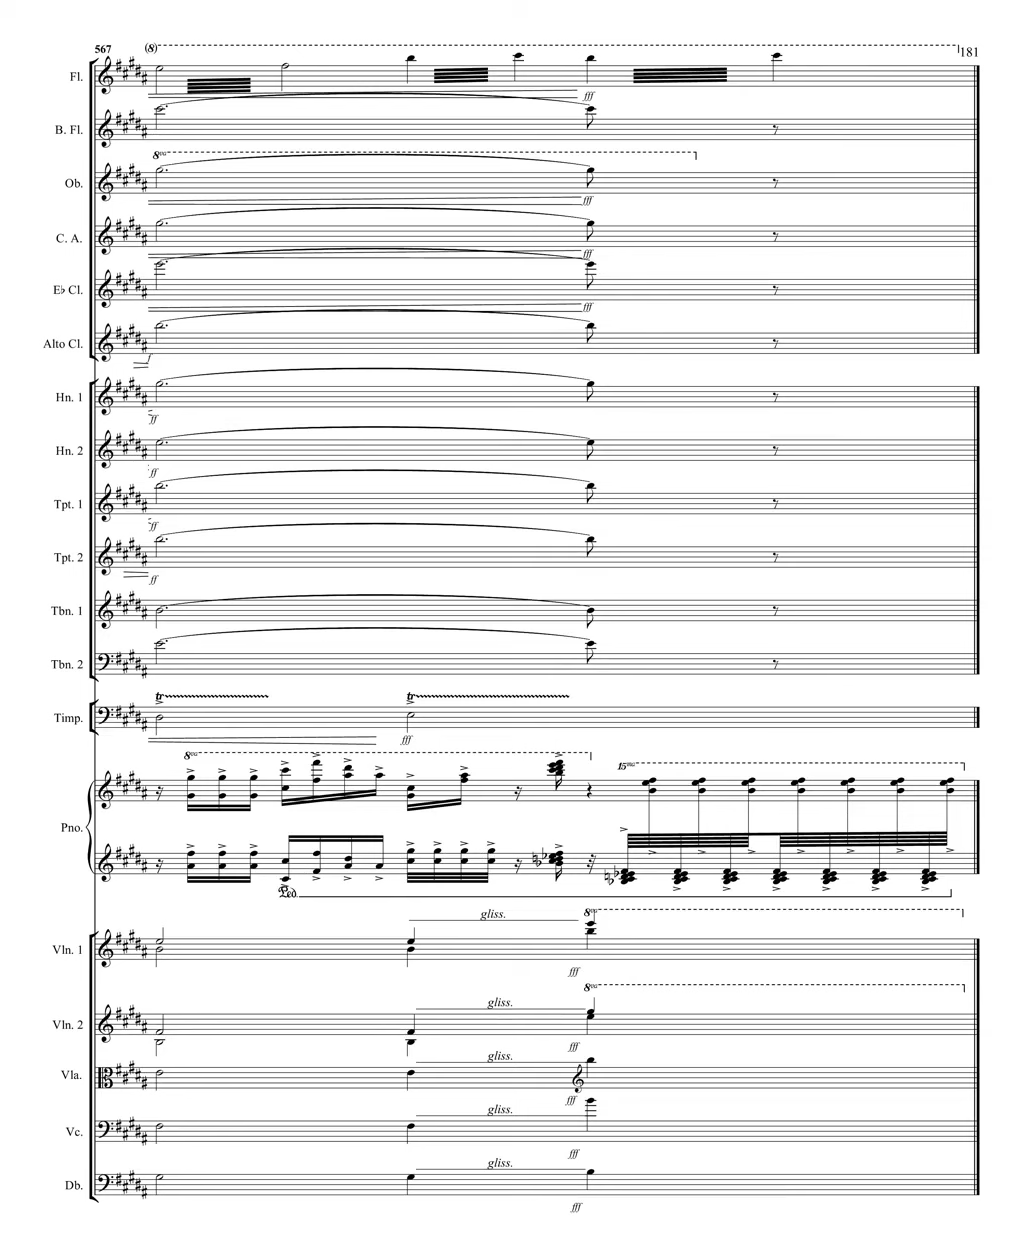 567
(8)
181
Fl.
fff
B. Fl.
8va
Ob.
fff
C. A.
fff
E♭ Cl.
fff
Alto Cl.
f
Hn. 1
ff
Hn. 2
ff
Tpt. 1
ff
Tpt. 2
ff
Tbn. 1
Tbn. 2
tr tr
Timp.
fff
8va
15ma
Pno.
Ped.
gliss.
8va
Vln. 1
fff
8va
gliss.
Vln. 2
fff
gliss.
Vla.
fff
gliss.
Vc.
fff
gliss.
Db.
fff